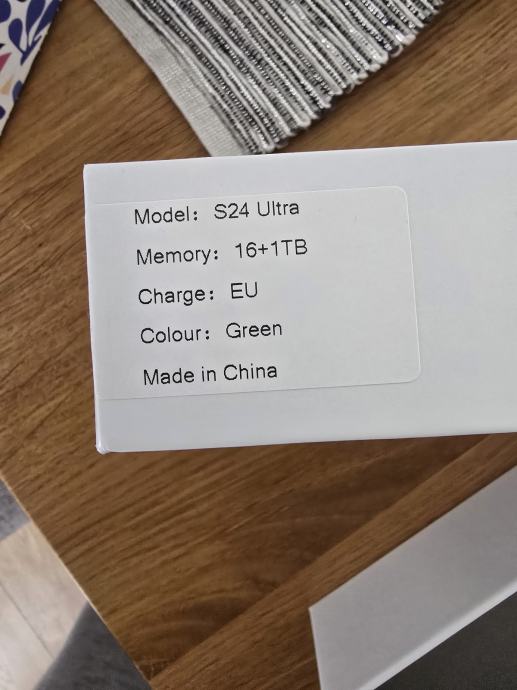 Model: S24 Ultra
Memory: 16+1TB
Charge: EU
Colour: Green
Made in China